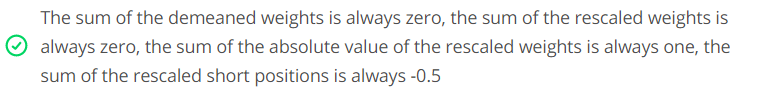 The sum of the demeaned weights is always zero, the sum of the rescaled weights is
always zero, the sum of the absolute value of the rescaled weights is always one, the
sum of the rescaled short positions is always -0.5